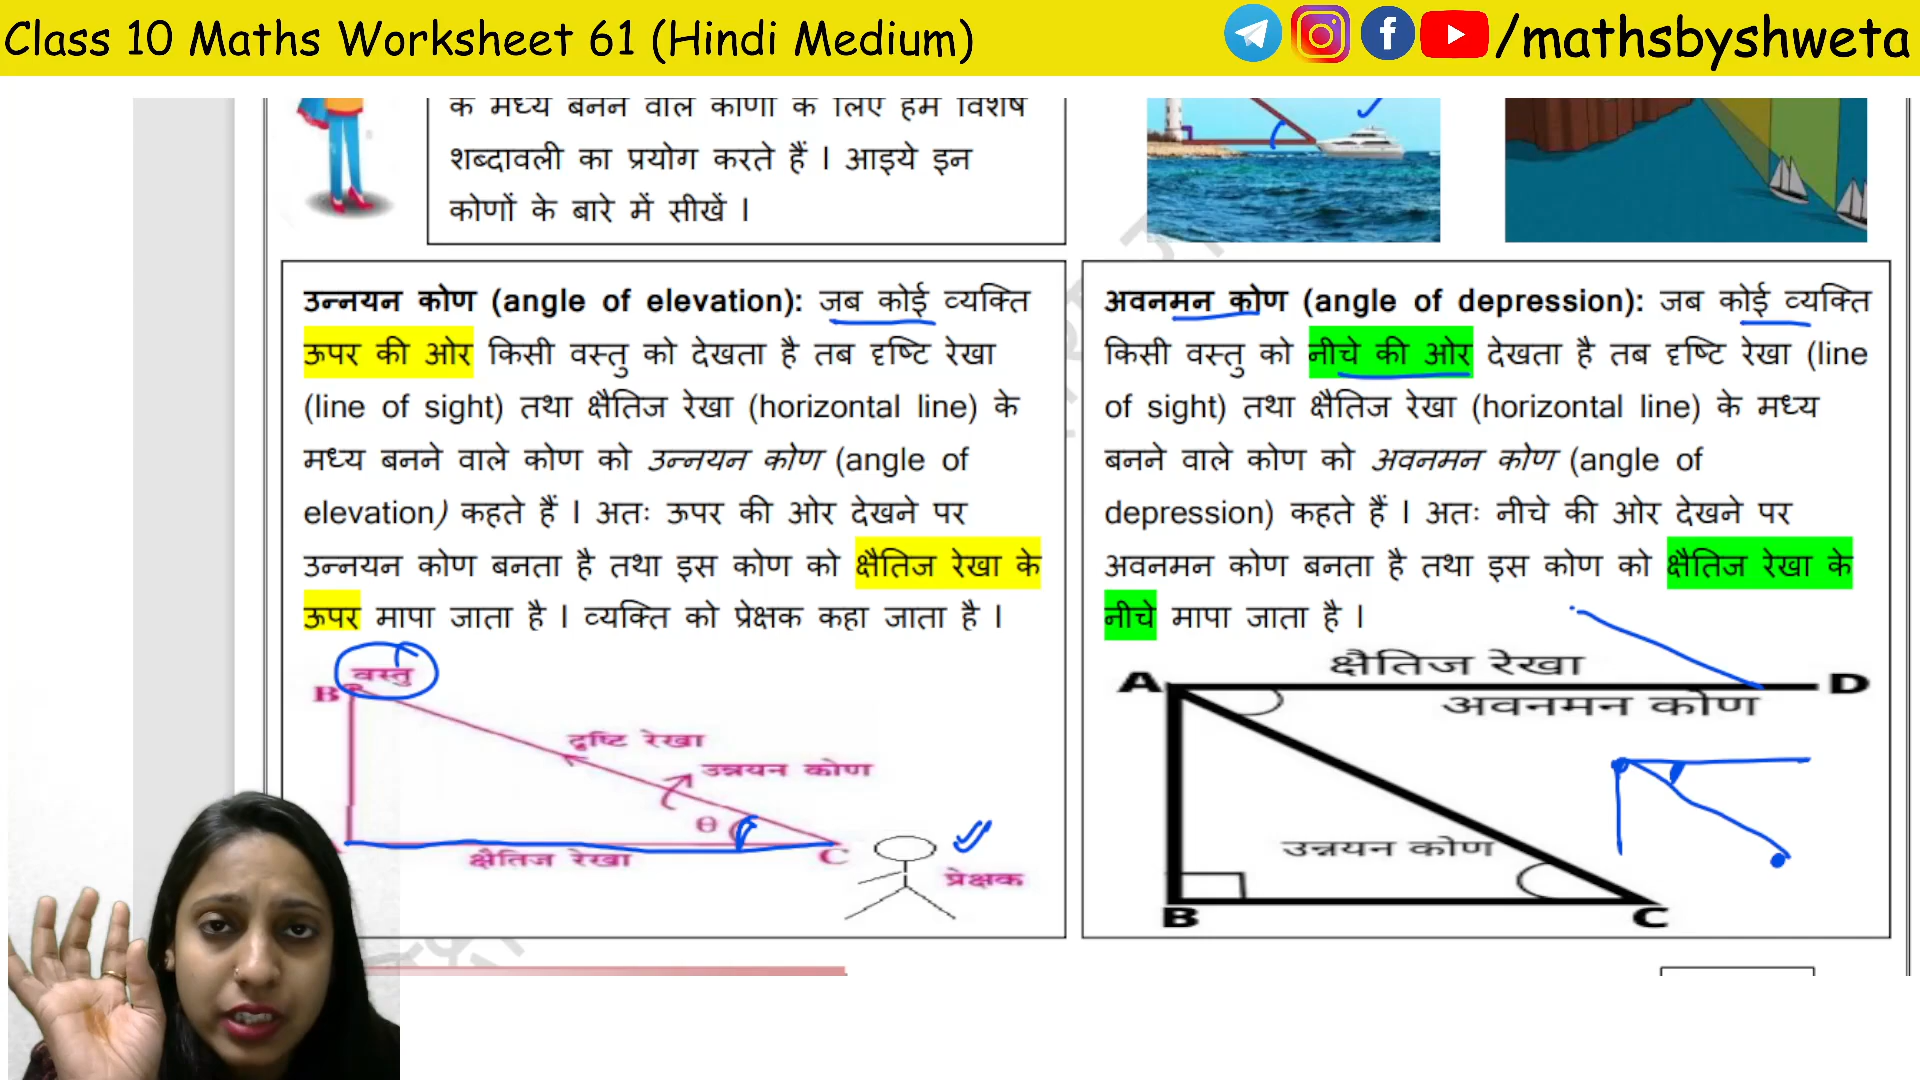 Class 10 Maths Worksheet 61 (Hindi Medium)
/mathsbyshweta
के मध्य बनने वाले कोणों के लिए हम विशेष
शब्दावली का प्रयोग करते हैं l आइये इन
कोणों के बारे में सीखें l
उन्नयन कोण (angle of elevation): जब कोई व्यक्ति
ऊपर की ओर किसी वस्तु को देखता है तब दृष्टि रेखा
(line of sight) तथा क्षैतिज रेखा (horizontal line) के
मध्य बनने वाले कोण को उन्नयन कोण (angle of
elevation) कहते हैं l अतः ऊपर की ओर देखने पर
उन्नयन कोण बनता है तथा इस कोण को क्षैतिज रेखा के
ऊपर मापा जाता है l व्यक्ति को प्रेक्षक कहा जाता है l
वस्तु
B
दृष्टि रेखा
उन्नयन कोण
θ
C
क्षैतिज रेखा
प्रेक्षक
अवनमन कोण (angle of depression): जब कोई व्यक्ति
किसी वस्तु को नीचे की ओर देखता है तब दृष्टि रेखा (line
of sight) तथा क्षैतिज रेखा (horizontal line) के मध्य
बनने वाले कोण को अवनमन कोण (angle of
depression) कहते हैं l अतः नीचे की ओर देखने पर
अवनमन कोण बनता है तथा इस कोण को क्षैतिज रेखा के
नीचे मापा जाता है l
क्षैतिज रेखा
A
D
अवनमन कोण
उन्नयन कोण
B
C